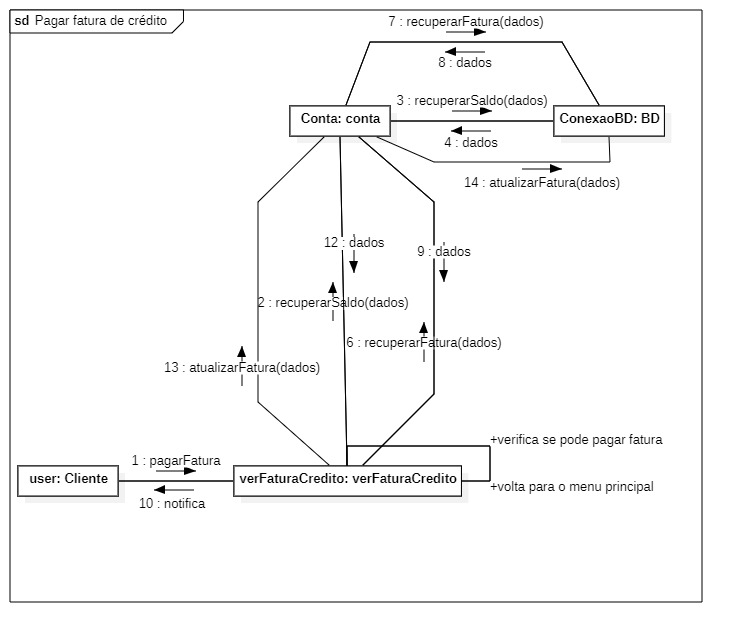 sd Pagar fatura de crédito
7 : recuperarFatura(dados)
8 : dados
3 : recuperarSaldo(dados)
Conta: conta
ConexaoBD: BD
4 : dados
14 : atualizarFatura(dados)
12 : dados
9 : dados
2 : recuperarSaldo(dados)
6 : recuperarFatura(dados)
13 : atualizarFatura(dados)
+verifica se pode pagar fatura
1 : pagarFatura
user: Cliente
verFaturaCredito: verFaturaCredito
+volta para o menu principal
10 : notifica